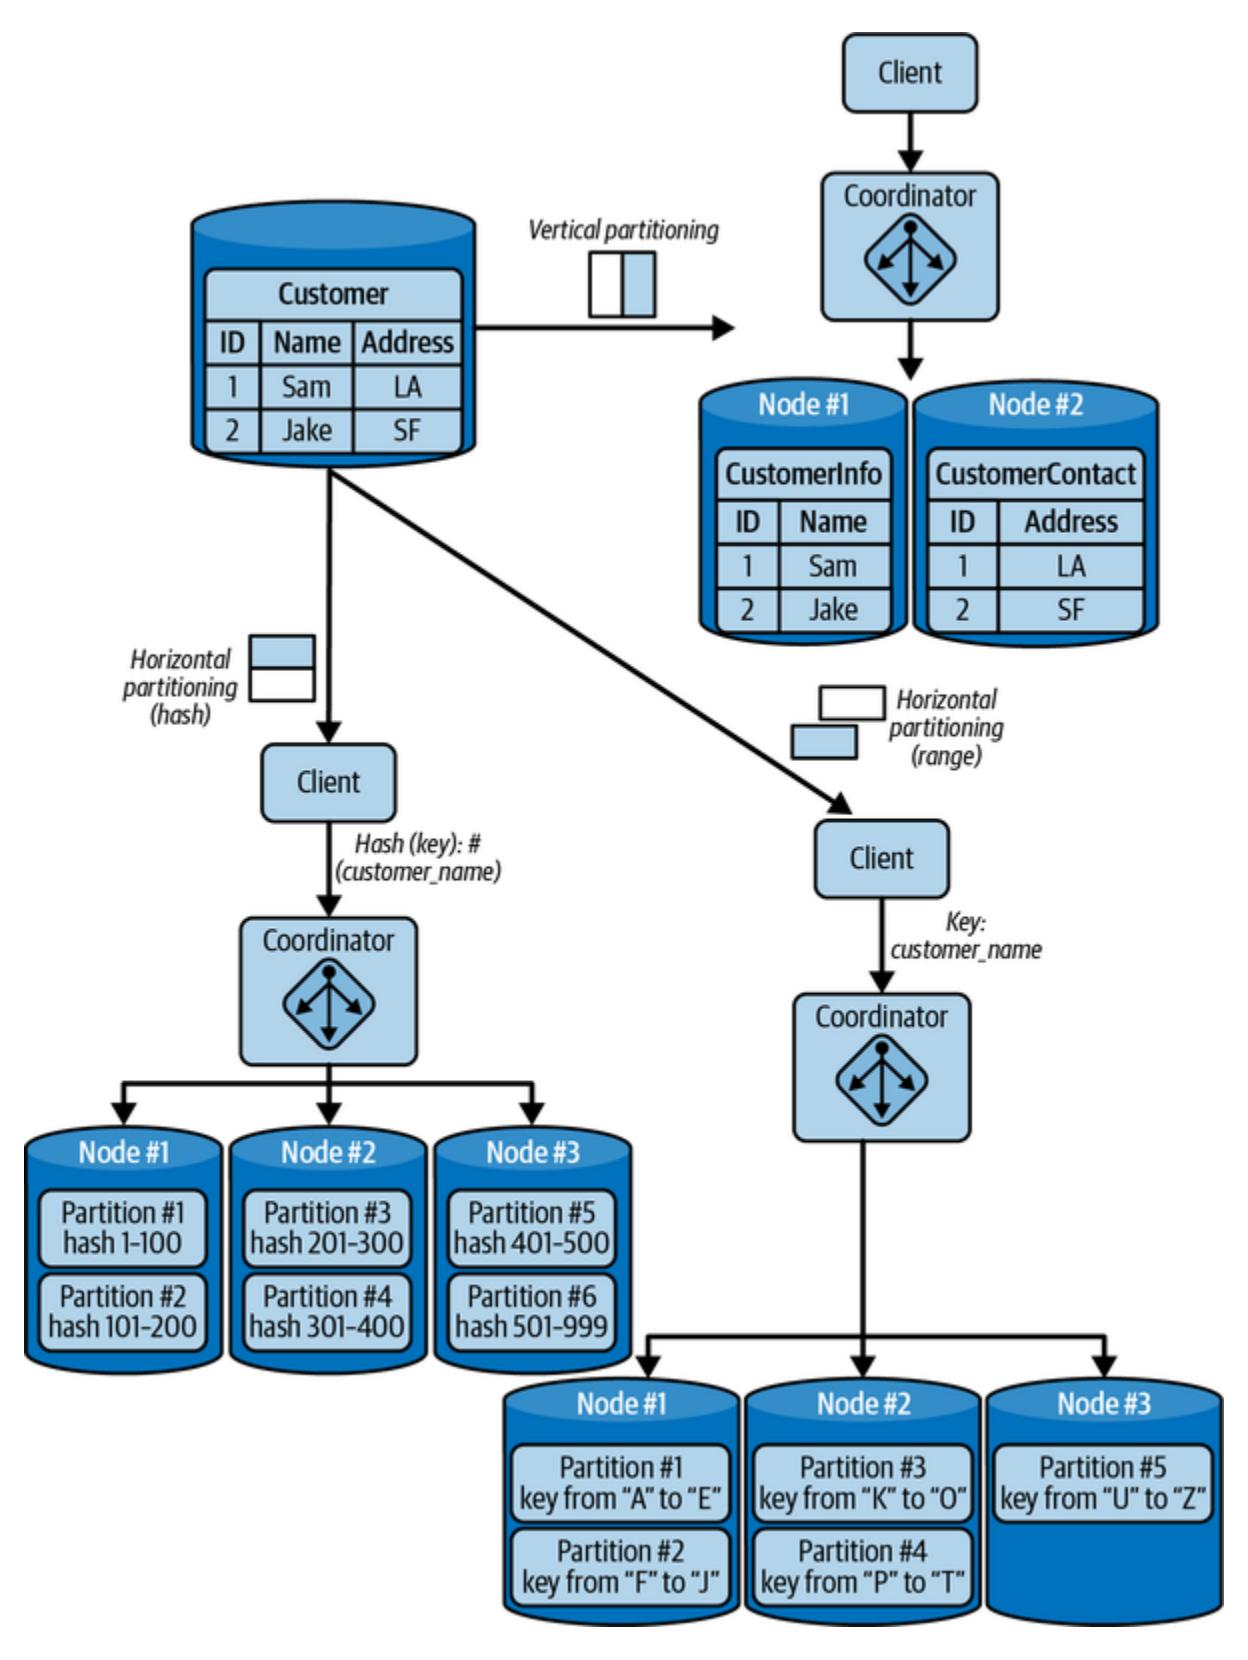 Client
Coordinator
Vertical partitioning
Customer
ID Name Address
1 Sam LA
2 Jake SF
Node #1
CustomerInfo
ID Name
1 Sam
2 Jake
Node #2
CustomerContact
ID Address
1 LA
2 SF
Horizontal
partitioning
(hash)
Client
Hash (key): #
(customer_name)
Coordinator
Node #1
Partition #1
hash 1–100
Partition #2
hash 101–200
Node #2
Partition #3
hash 201–300
Partition #4
hash 301–400
Node #3
Partition #5
hash 401–500
Partition #6
hash 501–999
Horizontal
partitioning
(range)
Client
Key:
customer_name
Coordinator
Node #1
Partition #1
key from “A” to “E”
Partition #2
key from “F” to “J”
Node #2
Partition #3
key from “K” to “O”
Partition #4
key from “P” to “T”
Node #3
Partition #5
key from “U” to “Z”